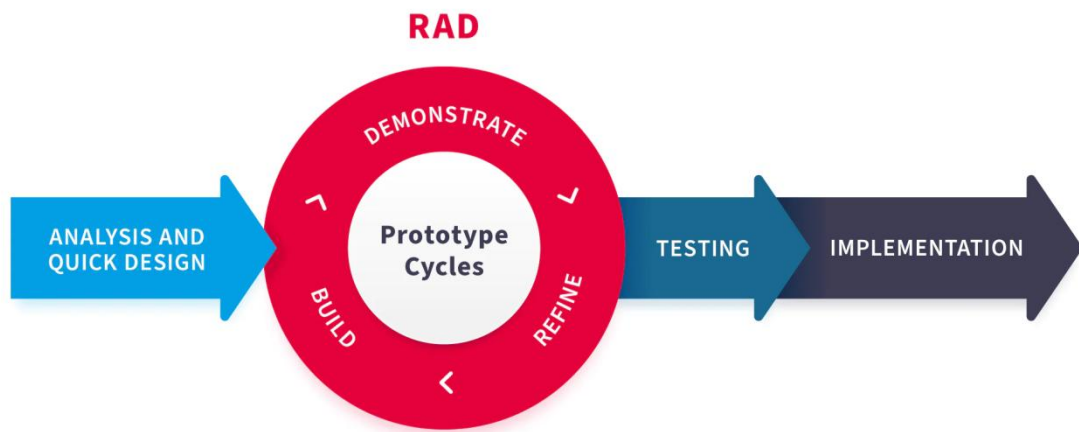 RAD
ANALYSIS AND
QUICK DESIGN
DEMONSTRATE
Prototype
Cycles
BUILD
REFINE
TESTING
IMPLEMENTATION